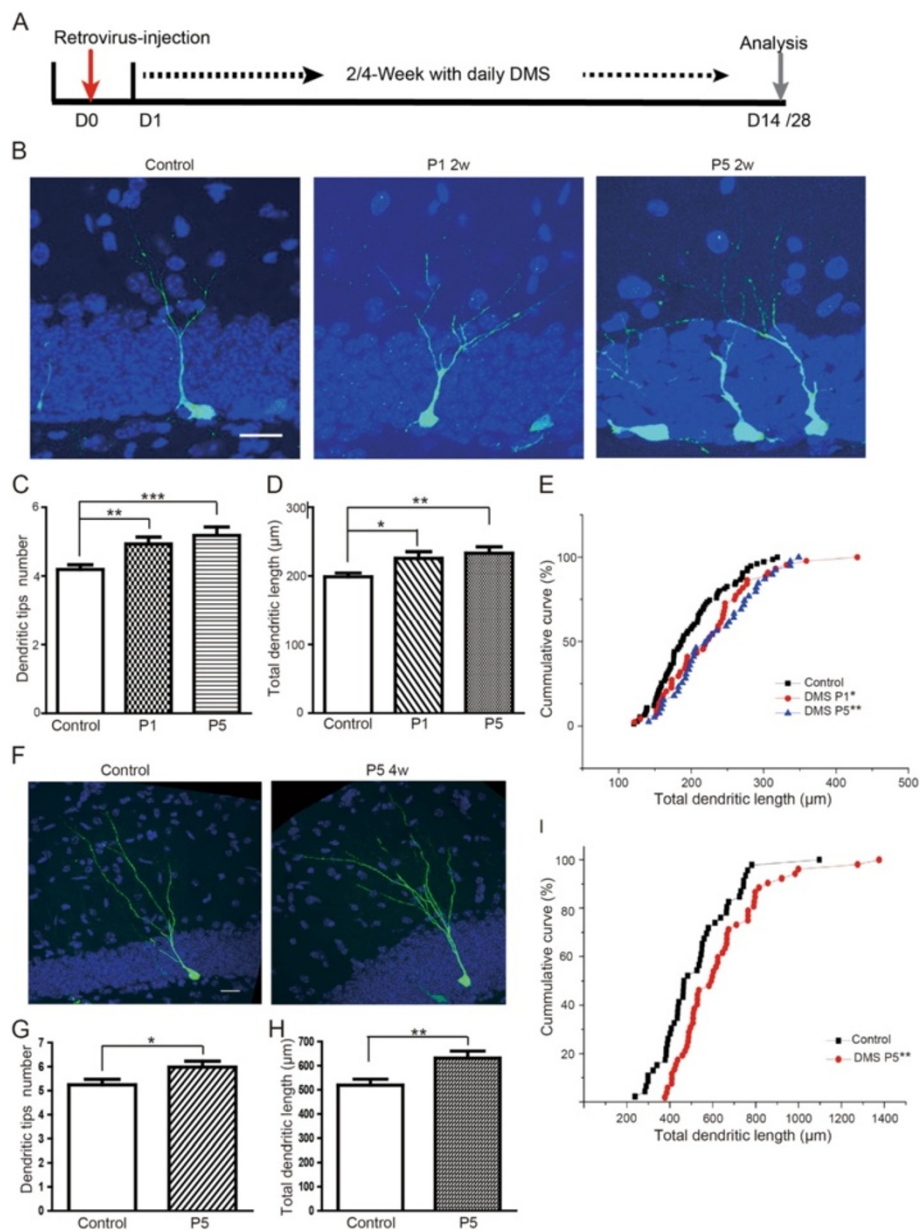 A
Retrovirus-injection
Analysis
2/4-Week with daily DMS
D0
D1
D14 /28
B
Control
P1 2w
P5 2w
C
Dendritic tips number
6
4
2
0
**
***
Control
P1
P5
D
Total dendritic length (μm)
300
200
100
0
*
**
Control
P1
P5
E
Cummulative curve (%)
100
50
0
Control
DMS P1*
DMS P5**
100
200
300
400
500
Total dendritic length (μm)
F
Control
P5 4w
G
Dendritic tips number
7
6
5
4
3
2
1
0
*
Control
P5
H
Total dendritic length (μm)
700
600
500
400
300
200
100
0
**
Control
P5
I
Cummulative curve (%)
100
80
60
40
20
Control
DMS P5**
200
400
600
800
1000
1200
1400
Total dendritic length (μm)